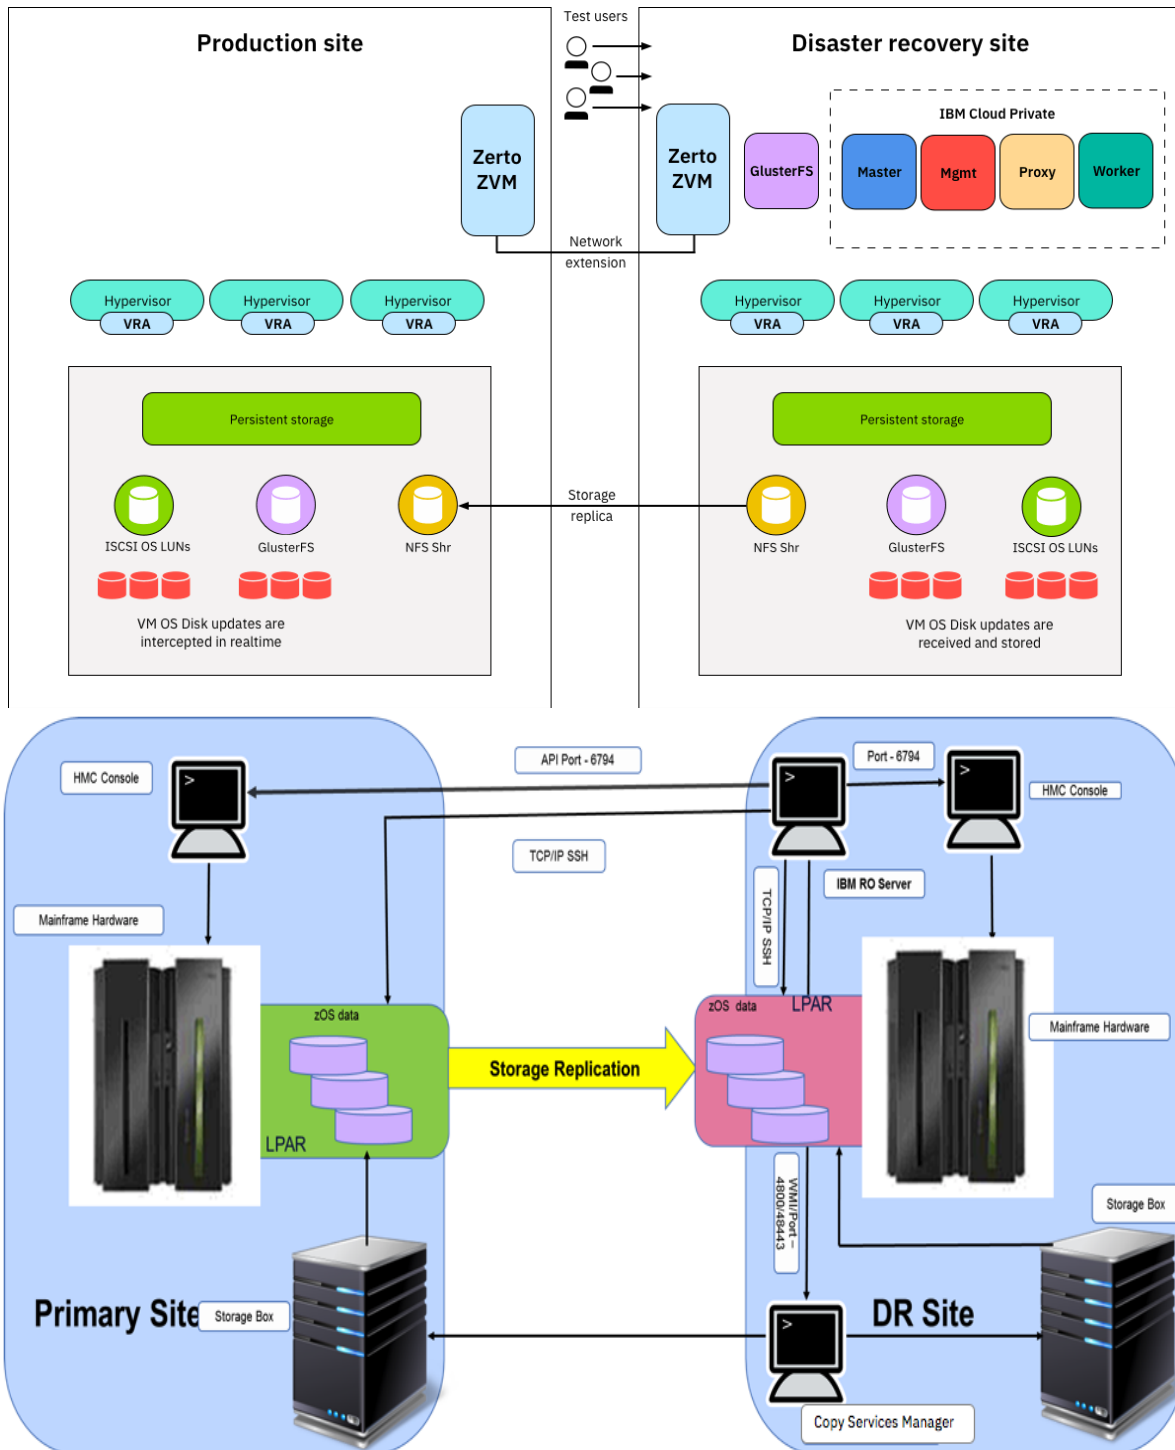 Test users
Production site
Disaster recovery site
IBM Cloud Private
Zerto
ZVM
Zerto
ZVM
GlusterFS
Master
Mgmt
Proxy
Worker
Network
extension
Hypervisor
VRA
Hypervisor
VRA
Hypervisor
VRA
Hypervisor
VRA
Hypervisor
VRA
Hypervisor
VRA
Persistent storage
Persistent storage
ISCSI OS LUNs
GlusterFS
NFS Shr
Storage
replica
NFS Shr
GlusterFS
ISCSI OS LUNs
VM OS Disk updates are
intercepted in realtime
VM OS Disk updates are
received and stored
HMC Console
>
API Port - 6794
>
Port - 6794
>
HMC Console
TCP/IP SSH
TCP/IP SSH
IBM RO Server
Mainframe Hardware
zOS data
LPAR
Storage Replication
zOS data
LPAR
Mainframe Hardware
WMI/Port –
4800/48443
Storage Box
Primary Site
Storage Box
>
DR Site
Copy Services Manager